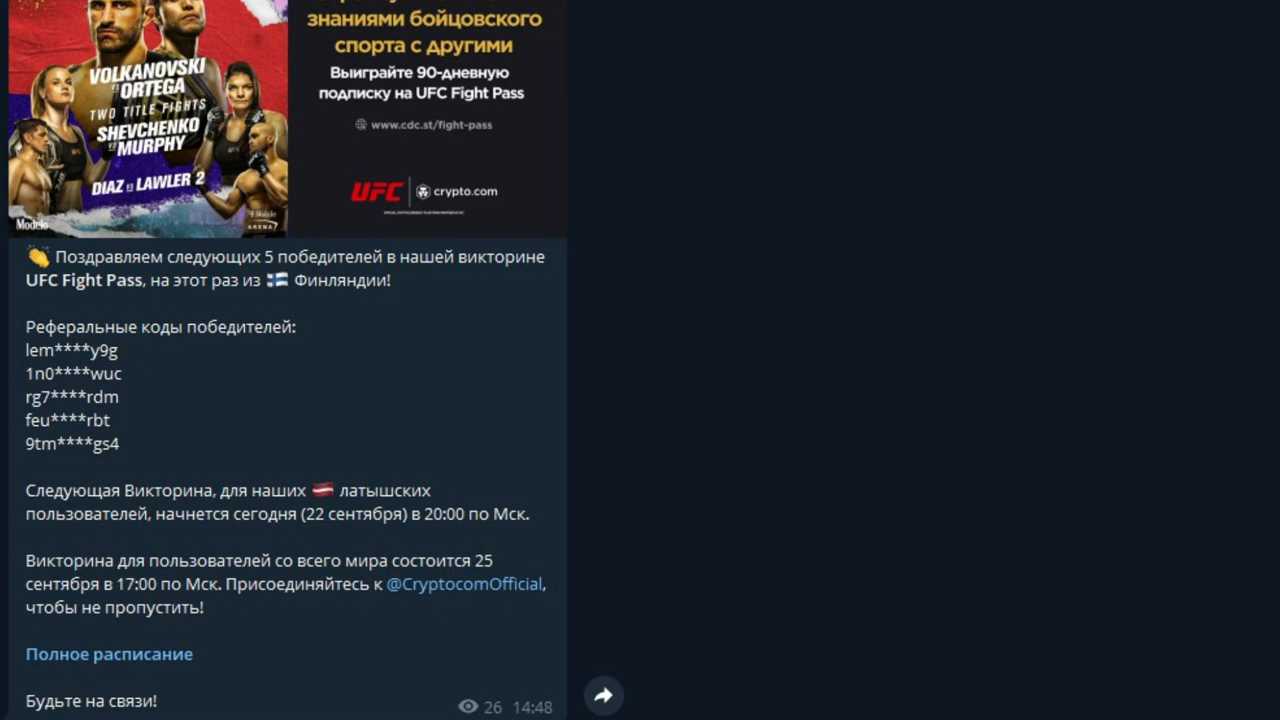 знаниями бойцовского
спорта с другими
Выиграйте 90-дневную
подписку на UFC Fight Pass
www.cdc.st/fight-pass
UFC crypto.com
VOLKANOVSKI
VS
ORTEGA
TWO TITLE FIGHTS
SHEVCHENKO
VS
MURPHY
DIAZ VS LAWLER 2
Modelo
T-Mobile
ARENA
👏 Поздравляем следующих 5 победителей в нашей викторине
UFC Fight Pass, на этот раз из 🇫🇮 Финляндии!
Реферальные коды победителей:
lem****y9g
1n0****wuc
rg7****rdm
feu****rbt
9tm****gs4
Следующая Викторина, для наших 🇱🇻 латышских
пользователей, начнется сегодня (22 сентября) в 20:00 по Мск.
Викторина для пользователей со всего мира состоится 25
сентября в 17:00 по Мск. Присоединяйтесь к @CryptocomOfficial,
чтобы не пропустить!
Полное расписание
Будьте на связи!
26 14:48